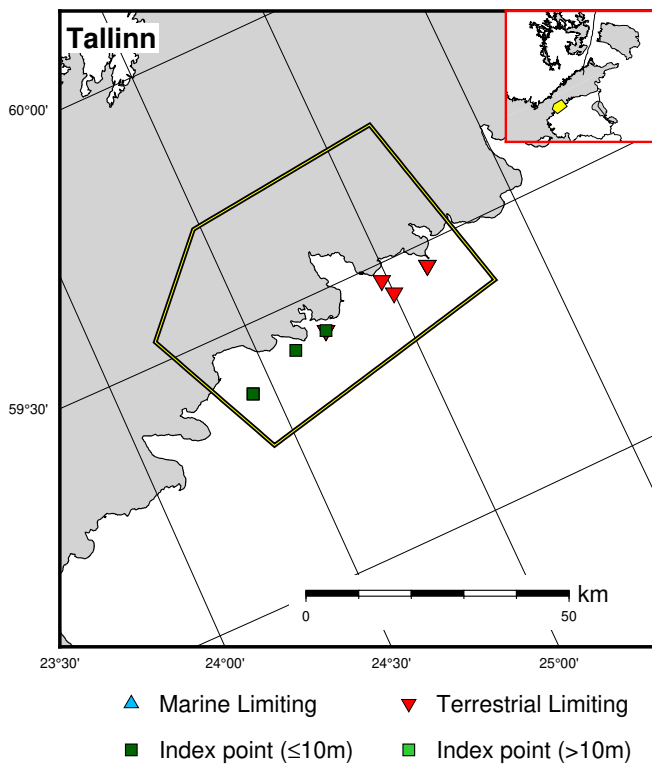 Tallinn
60°00'
59°30'
km
0 50
23°30' 24°00' 24°30' 25°00'
Marine Limiting Terrestrial Limiting
Index point (≤10m) Index point (>10m)